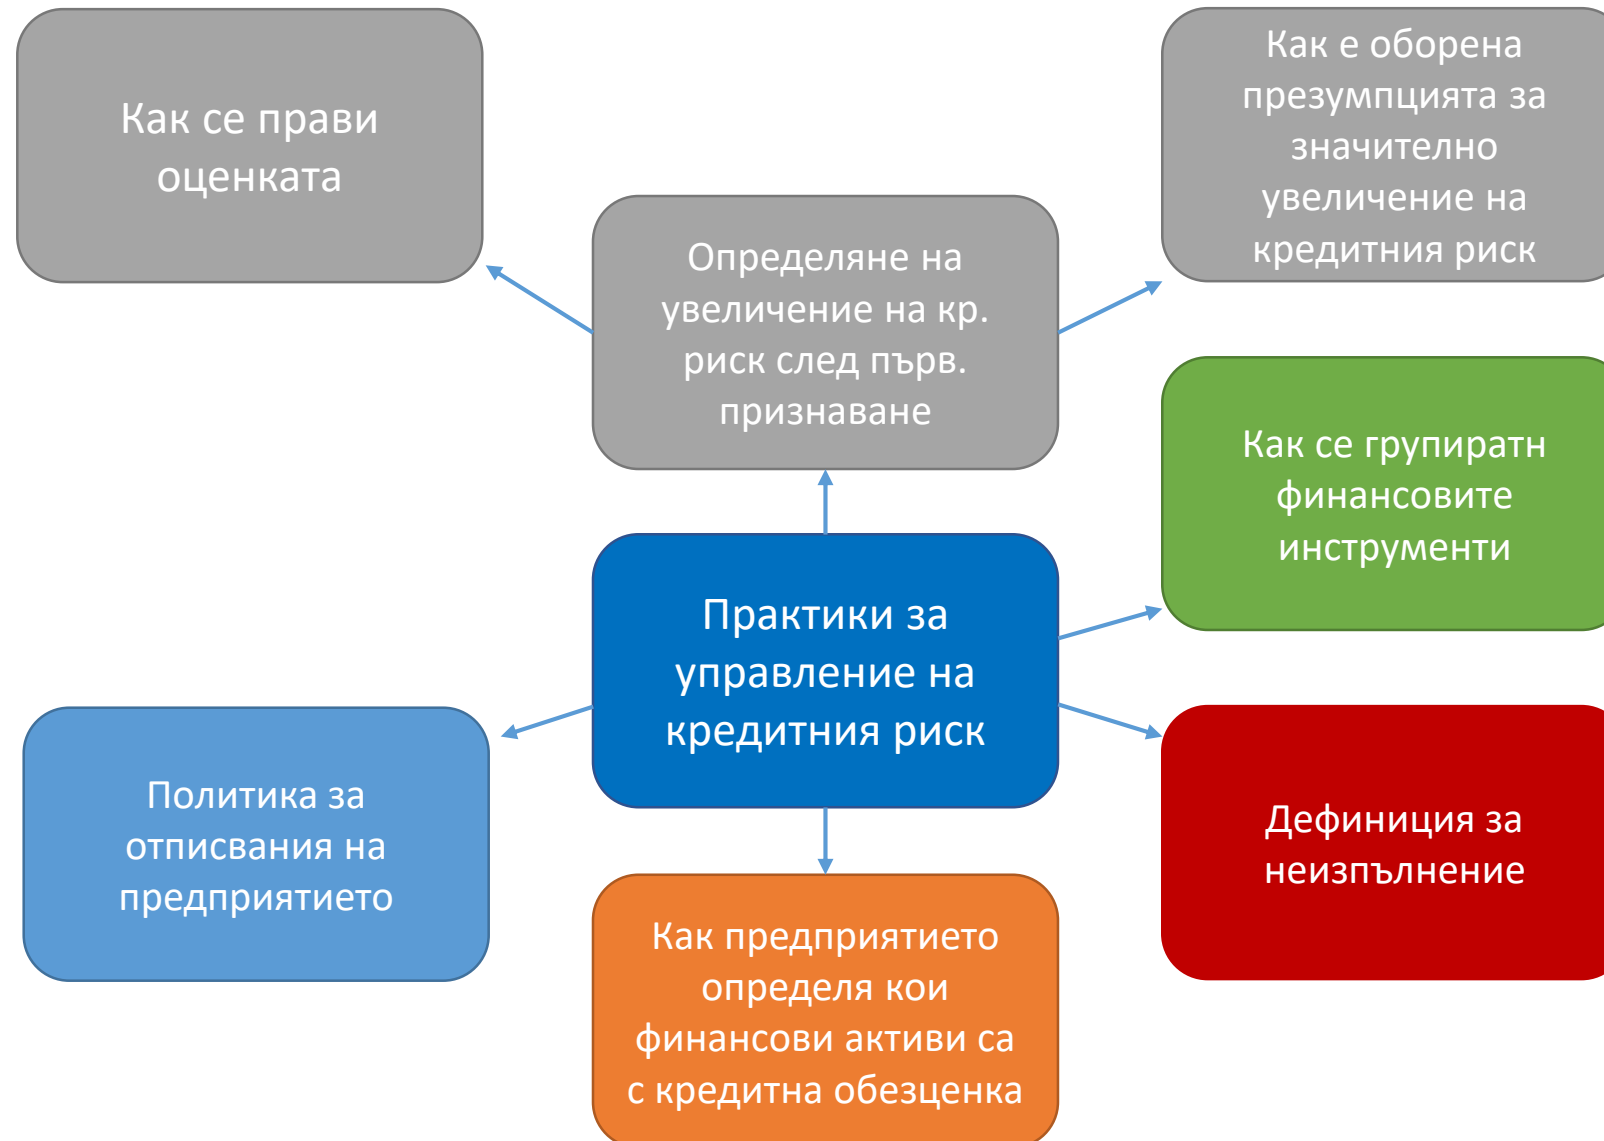 Как се прави
оценката
Как е оборена
презумпцията за
значително
увеличение на
кредитния риск
Определяне на
увеличение на кр.
риск след първ.
признаване
Как се групиратн
финансовите
инструменти
Практики за
управление на
кредитния риск
Политика за
отписвания на
предприятието
Дефиниция за
неизпълнение
Как предприятието
определя кои
финансови активи са
с кредитна обезценка